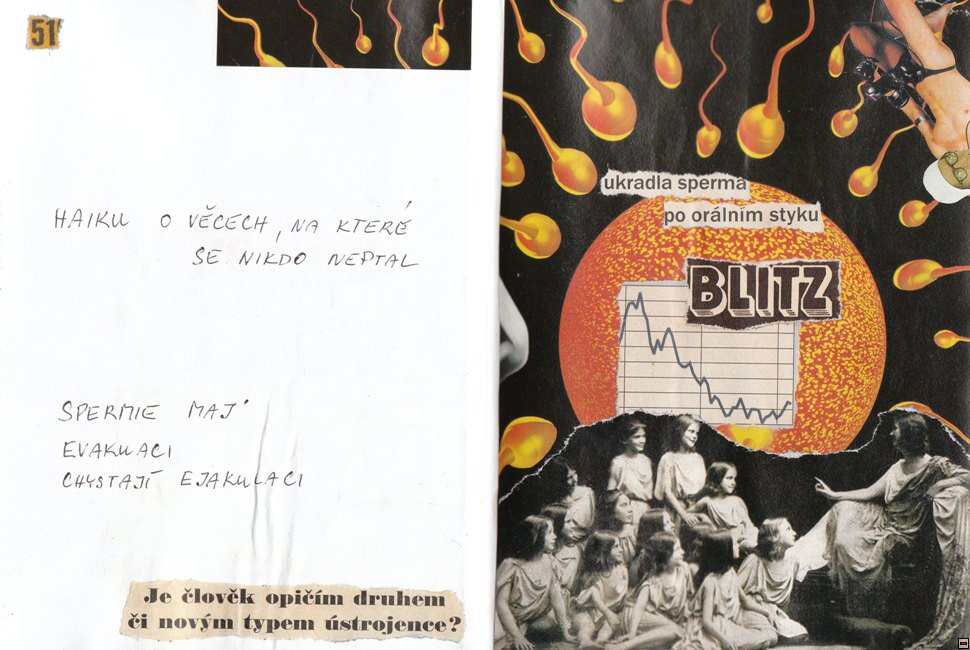 51
HAIKU O VĚCECH, NA KTERÉ
SE NIKDO NEPTAL
SPERMIE MAJÍ
EVAKUACI
CHYSTAJÍ EJAKULACI
Je člověk opičím druhem
či novým typem ústrojence?
ukradla sperma
po orálním styku
BLITZ